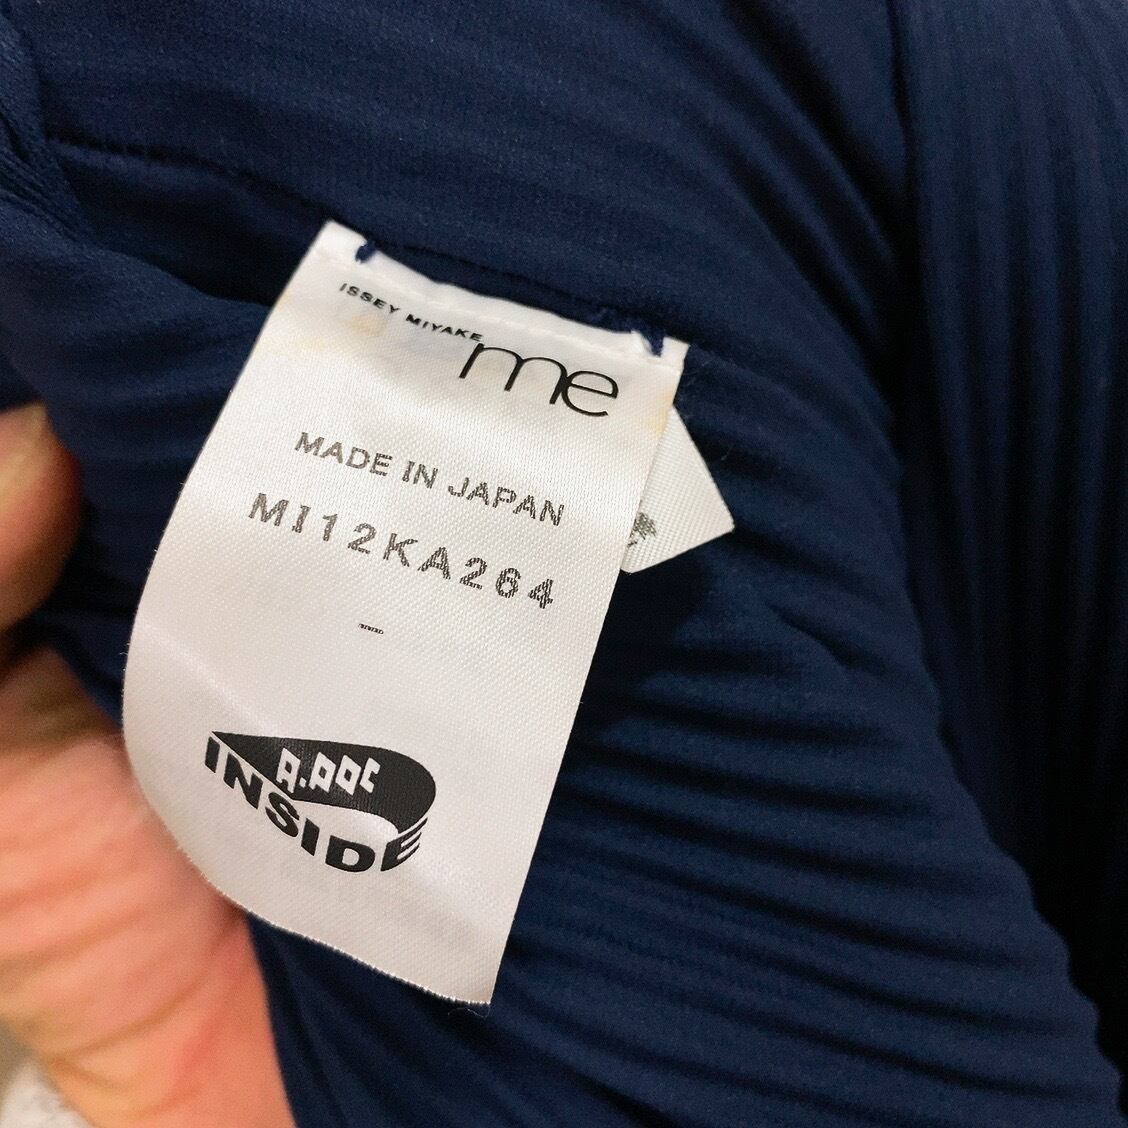 ISSEY MIYAKE
me
MADE IN JAPAN
MI12KA264
-
A.POC
INSIDE